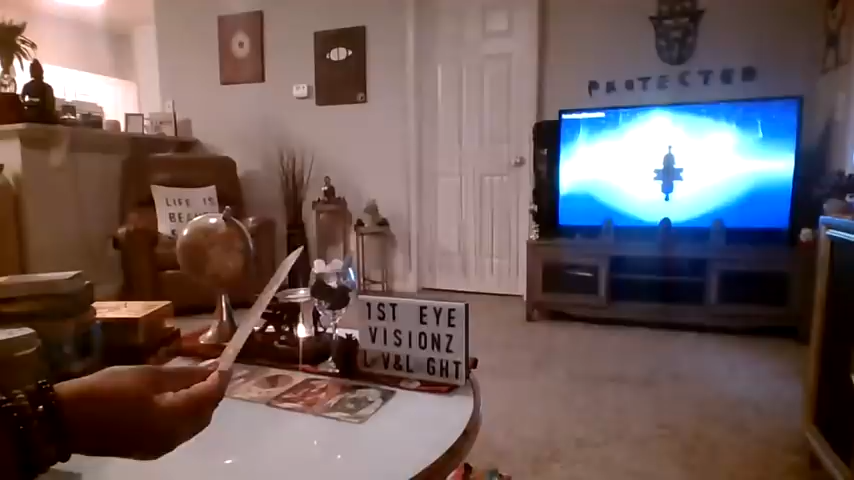 PROTECTED
LIFE IS
1ST EYE
VISIONZ
L V&L GHT